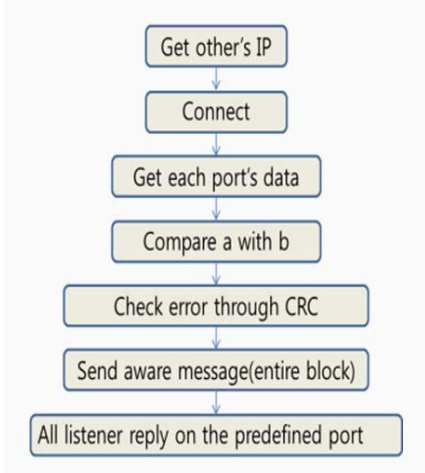 Get other's IP
Connect
Get each port's data
Compare a with b
Check error through CRC
Send aware message(entire block)
All listener reply on the predefined port